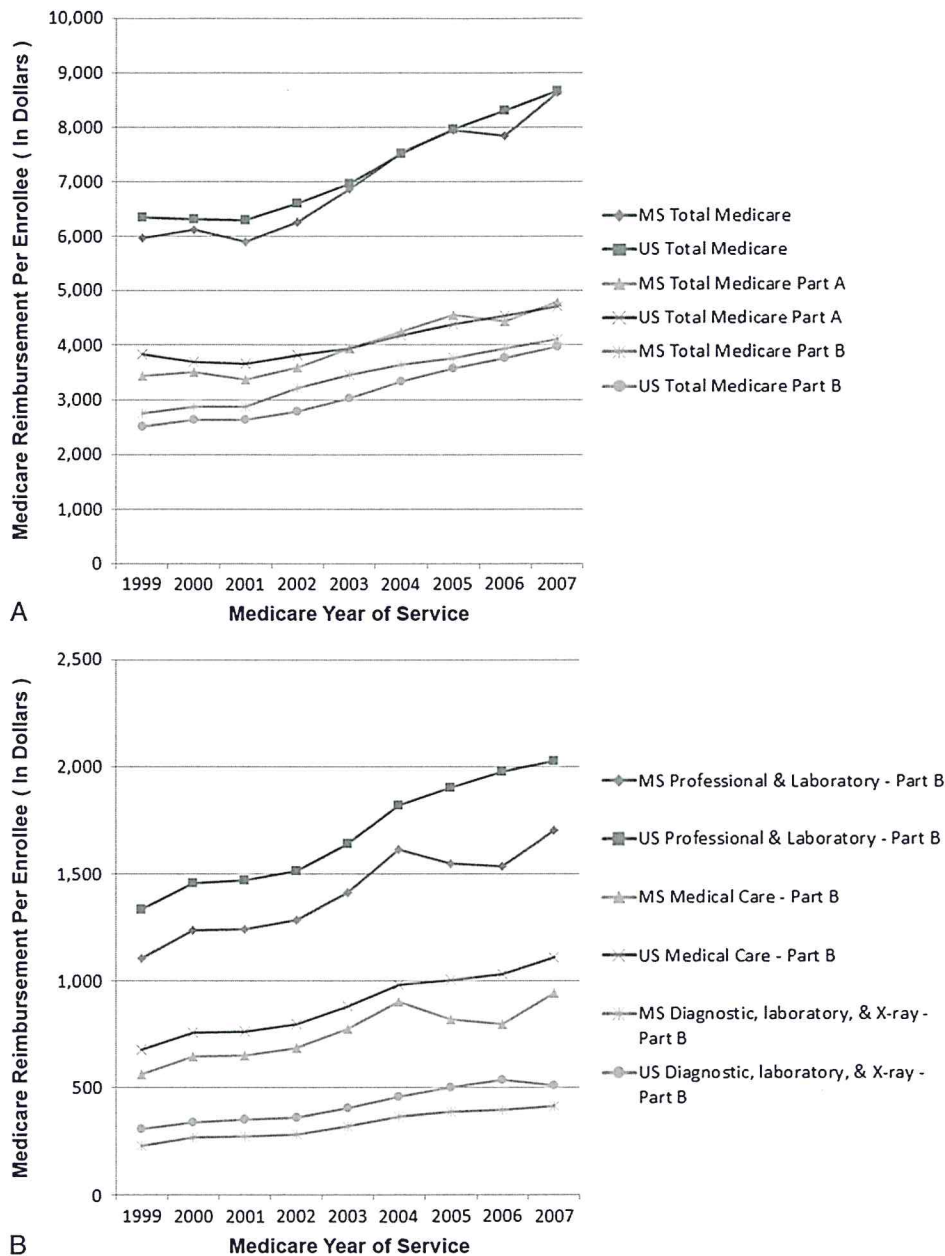 10,000
9,000
8,000
7,000
6,000
5,000
4,000
3,000
2,000
1,000
0
Medicare Reimbursement Per Enrollee ( In Dollars )
1999 2000 2001 2002 2003 2004 2005 2006 2007
Medicare Year of Service
MS Total Medicare
US Total Medicare
MS Total Medicare Part A
US Total Medicare Part A
MS Total Medicare Part B
US Total Medicare Part B
A
2,500
2,000
1,500
1,000
500
0
Medicare Reimbursement Per Enrollee ( In Dollars )
1999 2000 2001 2002 2003 2004 2005 2006 2007
Medicare Year of Service
MS Professional & Laboratory - Part B
US Professional & Laboratory - Part B
MS Medical Care - Part B
US Medical Care - Part B
MS Diagnostic, laboratory, & X-ray -
Part B
US Diagnostic, laboratory, & X-ray -
Part B
B